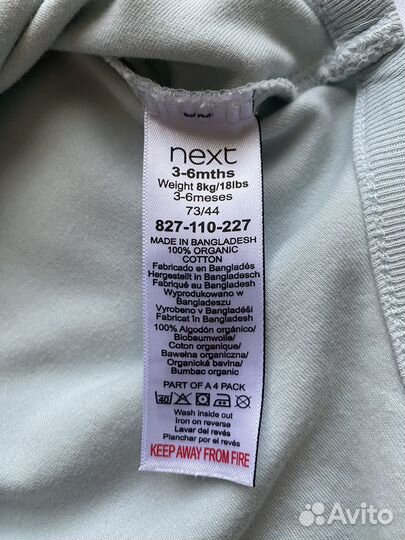 next
3-6mths
Weight 8kg/18lbs
3-6meses
73/44
827-110-227
MADE IN BANGLADESH
100% ORGANIC
COTTON
Fabricado en Bangladés
Hergestellt in Bangladesch
Fabriqué au Bangladesh
Wyprodukowano w
Bangladeszu
Vyrobeno v Bangladéši
Fabricat în Bangladesh
100% Algodón orgánico/
Biobaumwolle/
Coton organique/
Bawełna organiczna/
Organická bavlna/
Bumbac organic
PART OF A 4 PACK
40
Wash inside out
Iron on reverse
Lavar del revés
Planchar por el revés
KEEP AWAY FROM FIRE
Avito